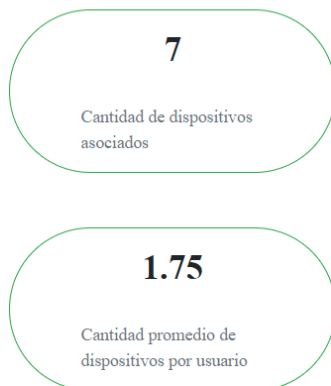 7
Cantidad de dispositivos
asociados
1.75
Cantidad promedio de
dispositivos por usuario